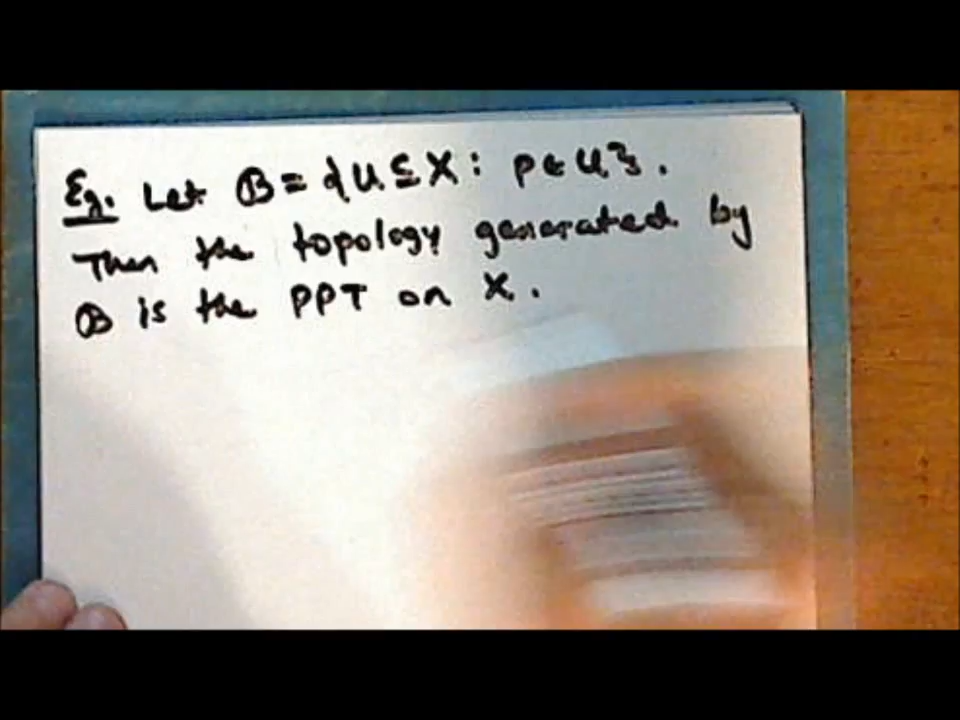 Eg. Let B = {U ⊆ X : p ∈ U}.
Then the topology generated by
B is the PPT on X.